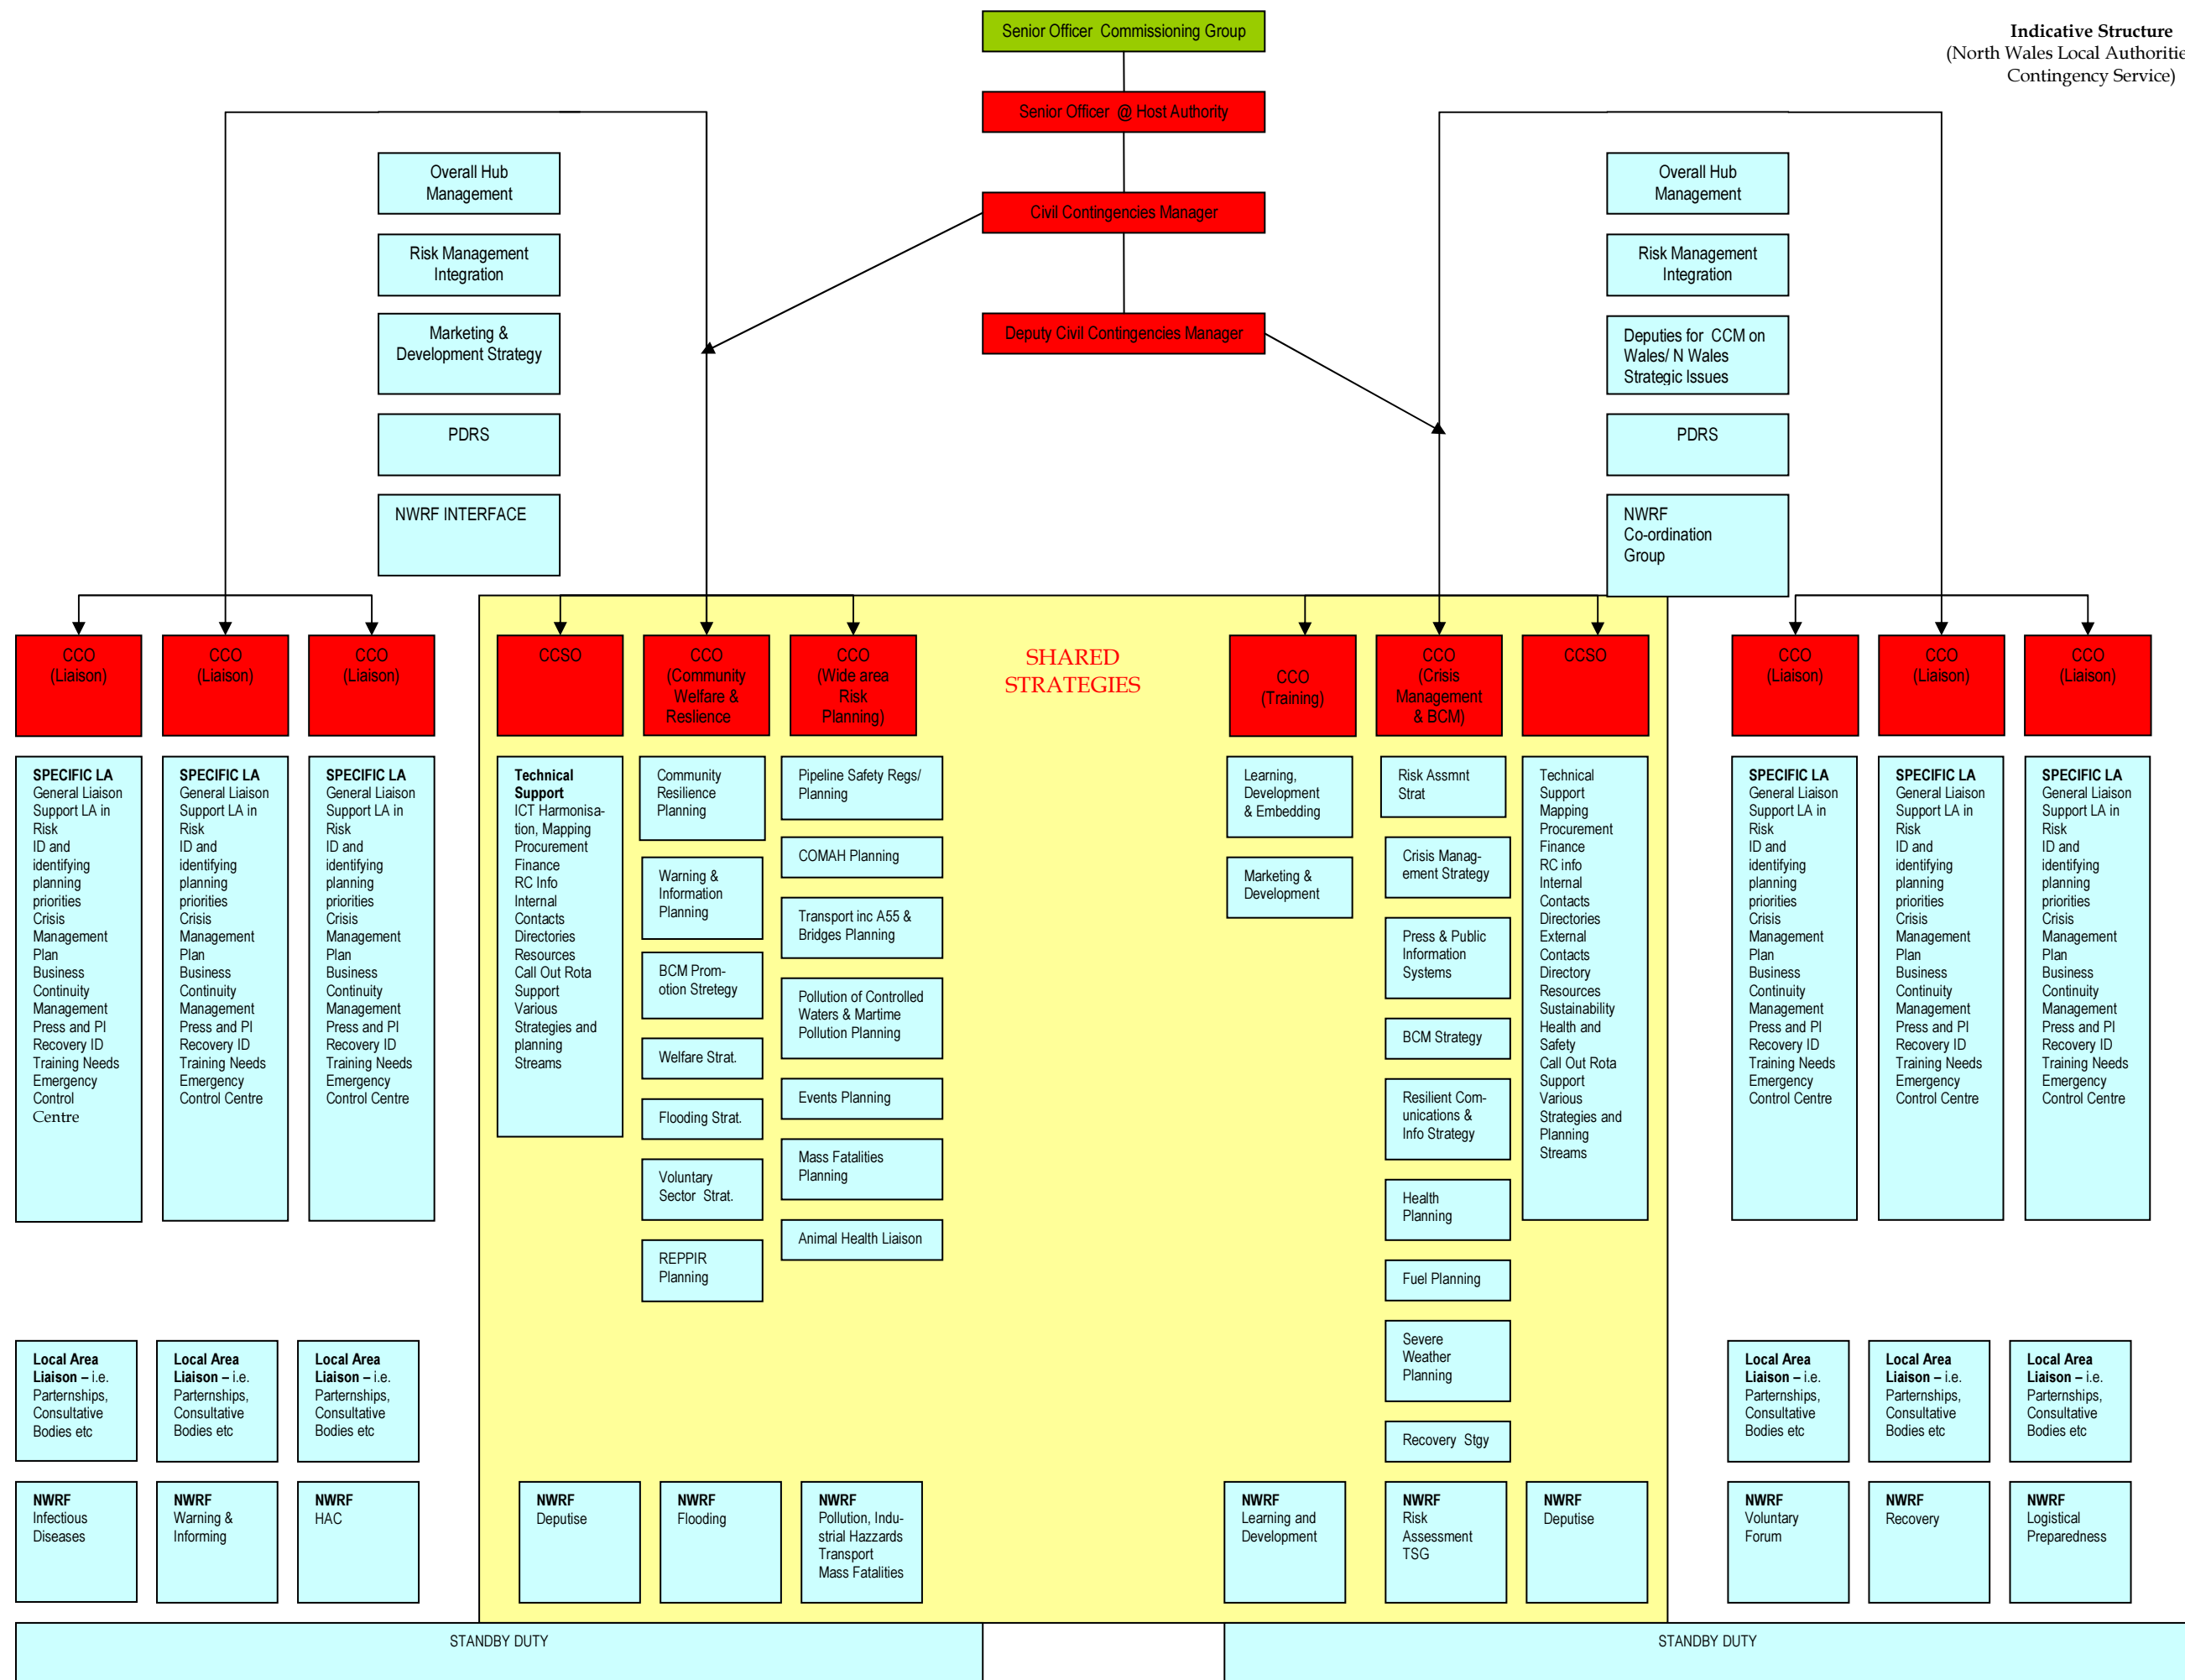 Senior Officer  Commissioning Group
Indicative Structure
(North Wales Local Authoritie
Contingency Service)
Senior Officer  @ Host Authority
Civil Contingencies Manager
Deputy Civil Contingencies Manager
Overall Hub
Management
Risk Management
Integration
Marketing &
Development Strategy
PDRS
NWRF INTERFACE
Overall Hub
Management
Risk Management
Integration
Deputies for  CCM on
Wales/ N Wales
Strategic Issues
PDRS
NWRF
Co-ordination
Group
CCO
(Liaison)
CCO
(Liaison)
CCO
(Liaison)
CCSO
CCO
(Community
Welfare &
Reslience
CCO
(Wide area
Risk
Planning)
SHARED
STRATEGIES
CCO
(Training)
CCO
(Crisis
Management
& BCM)
CCSO
CCO
(Liaison)
CCO
(Liaison)
CCO
(Liaison)
SPECIFIC LA
General Liaison
Support LA in
Risk
ID and
identifying
planning
priorities
Crisis
Management
Plan
Business
Continuity
Management
Press and PI
Recovery ID
Training Needs
Emergency
Control
Centre
SPECIFIC LA
General Liaison
Support LA in
Risk
ID and
identifying
planning
priorities
Crisis
Management
Plan
Business
Continuity
Management
Press and PI
Recovery ID
Training Needs
Emergency
Control Centre
SPECIFIC LA
General Liaison
Support LA in
Risk
ID and
identifying
planning
priorities
Crisis
Management
Plan
Business
Continuity
Management
Press and PI
Recovery ID
Training Needs
Emergency
Control Centre
Technical
Support
ICT Harmonisa-
tion, Mapping
Procurement
Finance
RC Info
Internal
Contacts
Directories
Resources
Call Out Rota
Support
Various
Strategies and
planning
Streams
Community
Resilience
Planning
Warning &
Information
Planning
BCM Prom-
otion Stretegy
Welfare Strat.
Flooding Strat.
Voluntary
Sector  Strat.
REPPIR
Planning
Pipeline Safety Regs/
Planning
COMAH Planning
Transport inc A55 &
Bridges Planning
Pollution of Controlled
Waters & Martime
Pollution Planning
Events Planning
Mass Fatalities
Planning
Animal Health Liaison
Learning,
Development
& Embedding
Marketing &
Development
Risk Assmnt
Strat
Crisis Manag-
ement Strategy
Press & Public
Information
Systems
BCM Strategy
Resilient Com-
unications &
Info Strategy
Health
Planning
Fuel Planning
Severe
Weather
Planning
Recovery  Stgy
Technical
Support
Mapping
Procurement
Finance
RC info
Internal
Contacts
Directories
External
Contacts
Directory
Resources
Sustainability
Health and
Safety
Call Out Rota
Support
Various
Strategies and
Planning
Streams
SPECIFIC LA
General Liaison
Support LA in
Risk
ID and
identifying
planning
priorities
Crisis
Management
Plan
Business
Continuity
Management
Press and PI
Recovery ID
Training Needs
Emergency
Control Centre
SPECIFIC LA
General Liaison
Support LA in
Risk
ID and
identifying
planning
priorities
Crisis
Management
Plan
Business
Continuity
Management
Press and PI
Recovery ID
Training Needs
Emergency
Control Centre
SPECIFIC LA
General Liaison
Support LA in
Risk
ID and
identifying
planning
priorities
Crisis
Management
Plan
Business
Continuity
Management
Press and PI
Recovery ID
Training Needs
Emergency
Control Centre
Local Area
Liaison – i.e.
Parternships,
Consultative
Bodies etc
Local Area
Liaison – i.e.
Parternships,
Consultative
Bodies etc
Local Area
Liaison – i.e.
Parternships,
Consultative
Bodies etc
Local Area
Liaison – i.e.
Parternships,
Consultative
Bodies etc
Local Area
Liaison – i.e.
Parternships,
Consultative
Bodies etc
Local Area
Liaison – i.e.
Parternships,
Consultative
Bodies etc
NWRF
Infectious
Diseases
NWRF
Warning &
Informing
NWRF
HAC
NWRF
Deputise
NWRF
Flooding
NWRF
Pollution, Indu-
strial Hazzards
Transport
Mass Fatalities
NWRF
Learning and
Development
NWRF
Risk
Assessment
TSG
NWRF
Deputise
NWRF
Voluntary
Forum
NWRF
Recovery
NWRF
Logistical
Preparedness
STANDBY DUTY
STANDBY DUTY